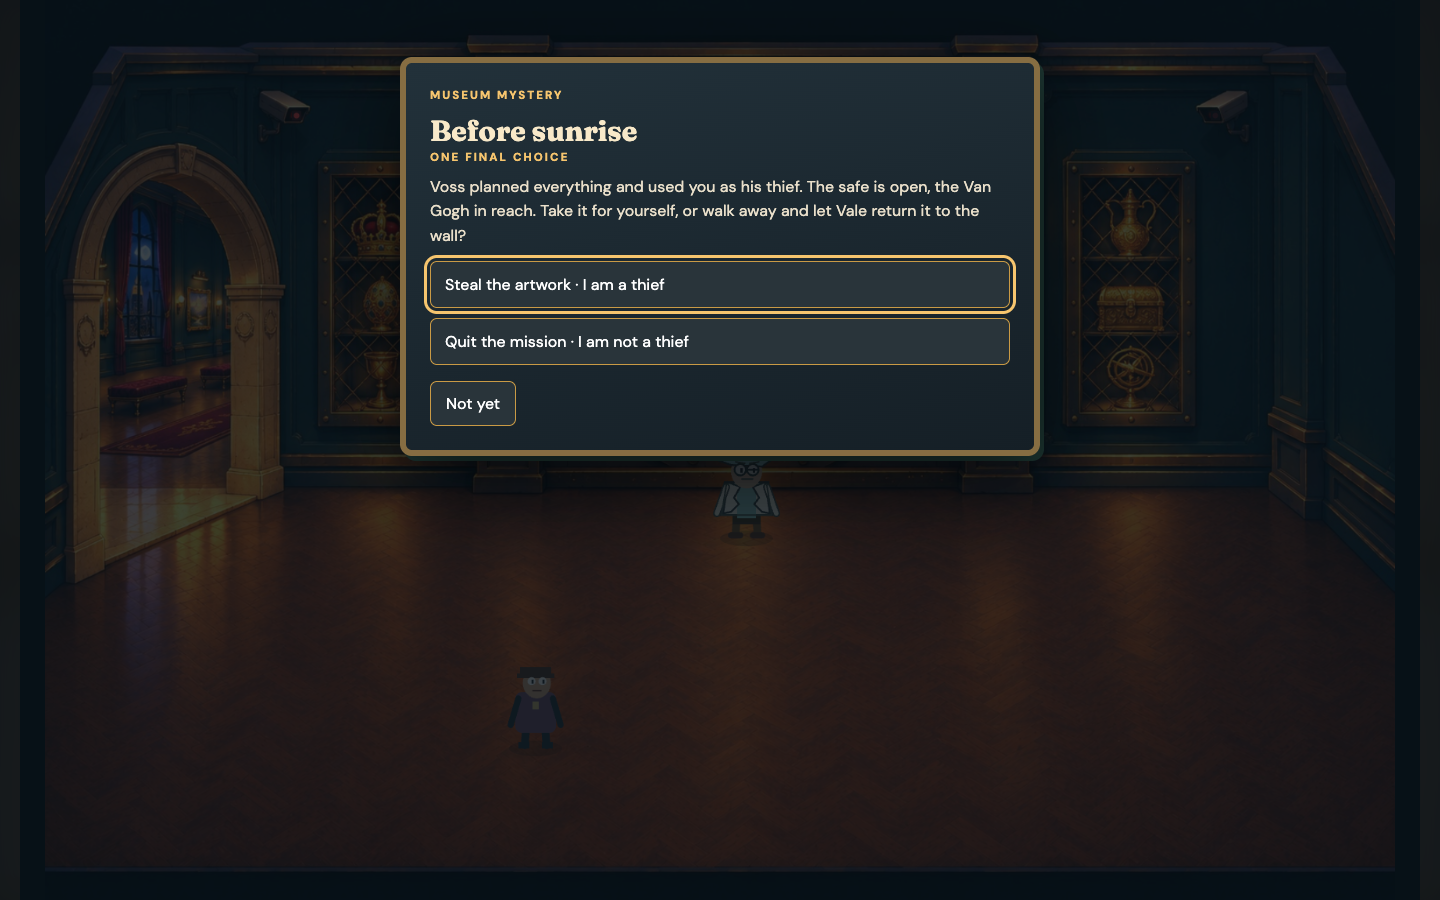 MUSEUM MYSTERY
Before sunrise
ONE FINAL CHOICE
Voss planned everything and used you as his thief. The safe is open, the Van
Gogh in reach. Take it for yourself, or walk away and let Vale return it to the
wall?
Steal the artwork · I am a thief
Quit the mission · I am not a thief
Not yet